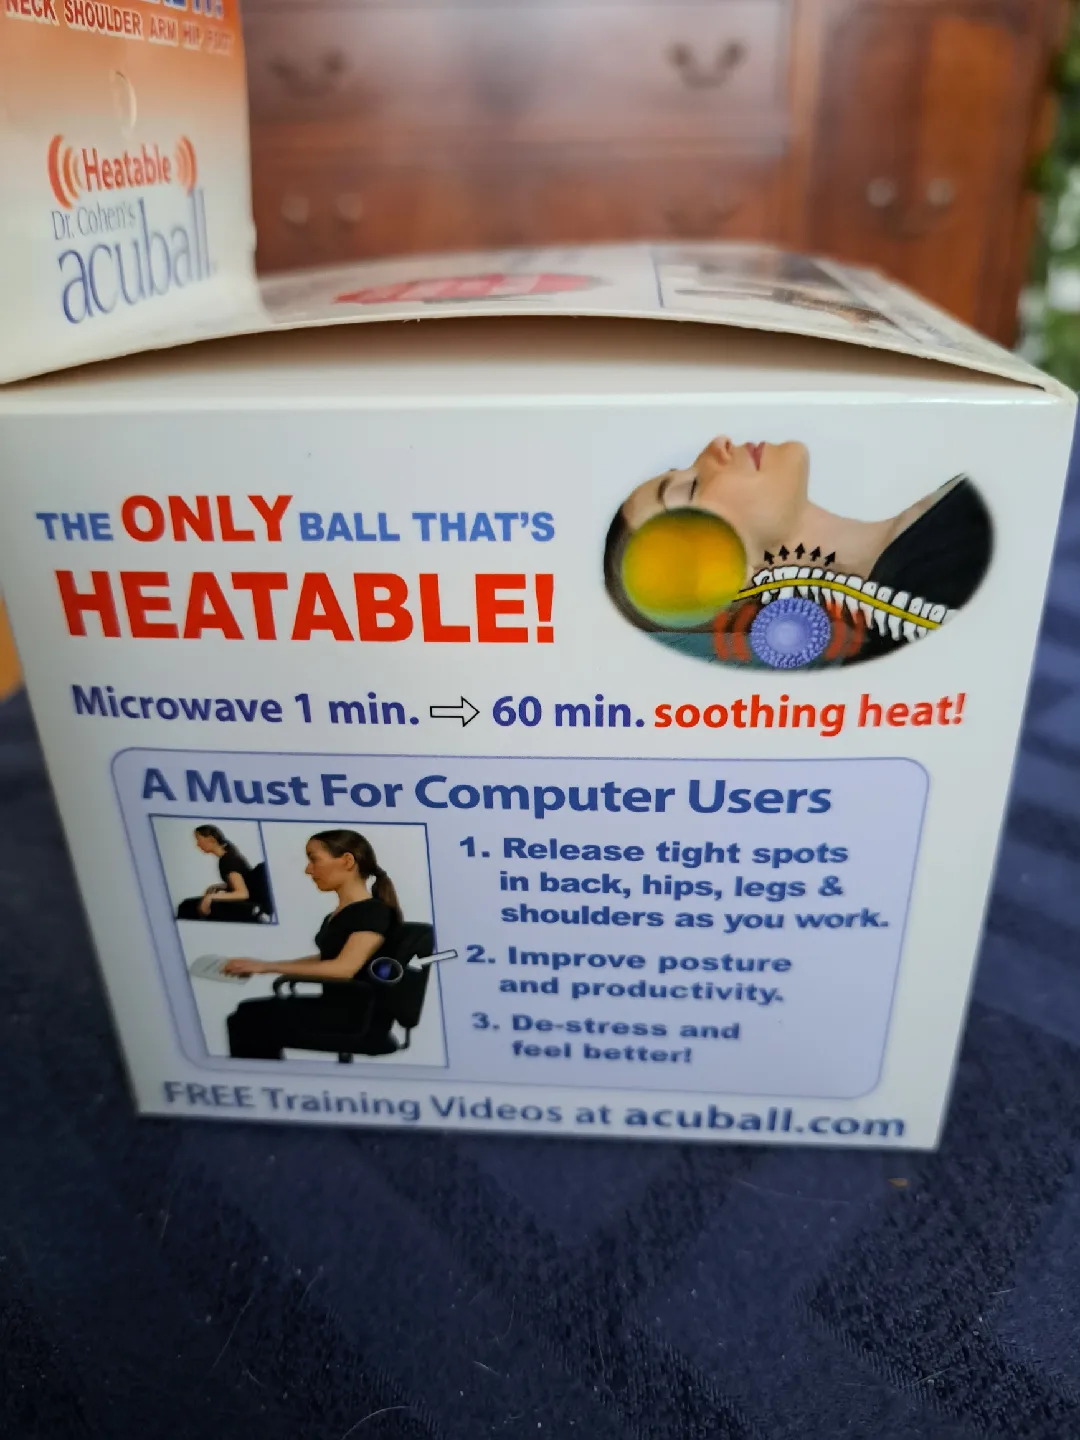 NECK SHOULDER ARM HIP
((Heatable))
Dr. Cohen's
acuball
THE ONLY BALL THAT'S
HEATABLE!
Microwave 1 min. ⇨ 60 min. soothing heat!
A Must For Computer Users
1. Release tight spots
in back, hips, legs &
shoulders as you work.
2. Improve posture
and productivity.
3. De-stress and
feel better!
FREE Training Videos at acuball.com